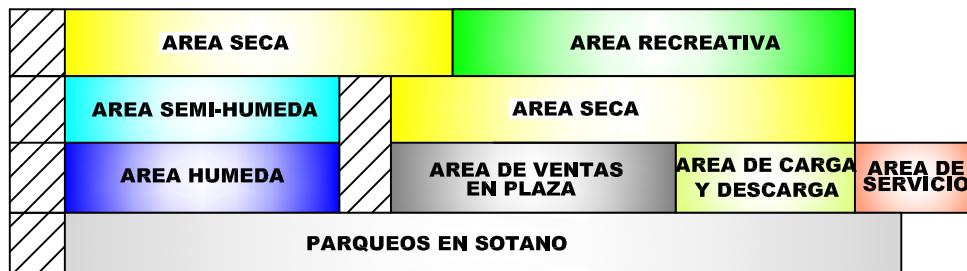 AREA SECA
AREA RECREATIVA
AREA SEMI-HUMEDA
AREA SECA
AREA HUMEDA
AREA DE VENTAS
EN PLAZA
AREA DE CARGA
Y DESCARGA
AREA DE
SERVICIO
PARQUEOS EN SOTANO